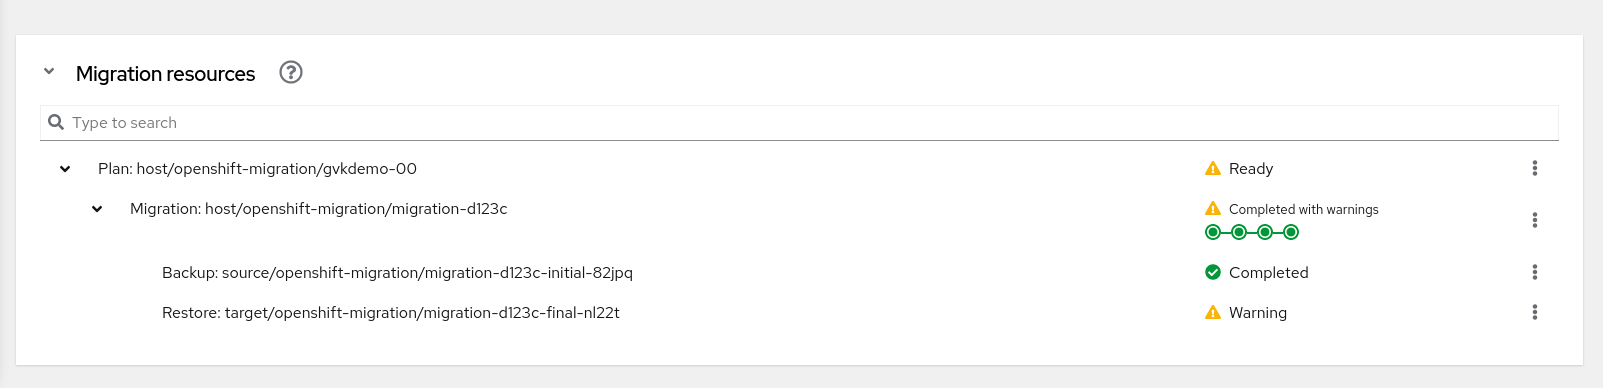 Migration resources
Type to search
Plan: host/openshift-migration/gvkdemo-00 Ready
Migration: host/openshift-migration/migration-d123c Completed with warnings
Backup: source/openshift-migration/migration-d123c-initial-82jpq Completed
Restore: target/openshift-migration/migration-d123c-final-nl22t Warning